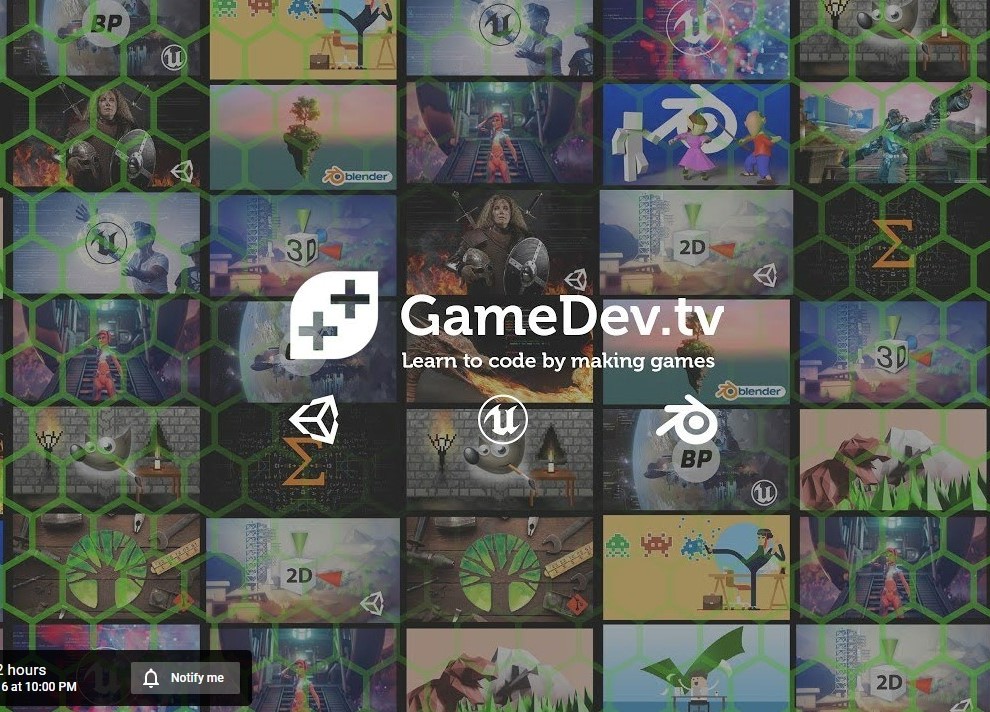 BP
blender
3D
2D
Σ
GameDev.tv
Learn to code by making games
3D
blender
Σ
BP
2D
2 hours
6 at 10:00 PM
Notify me
2D